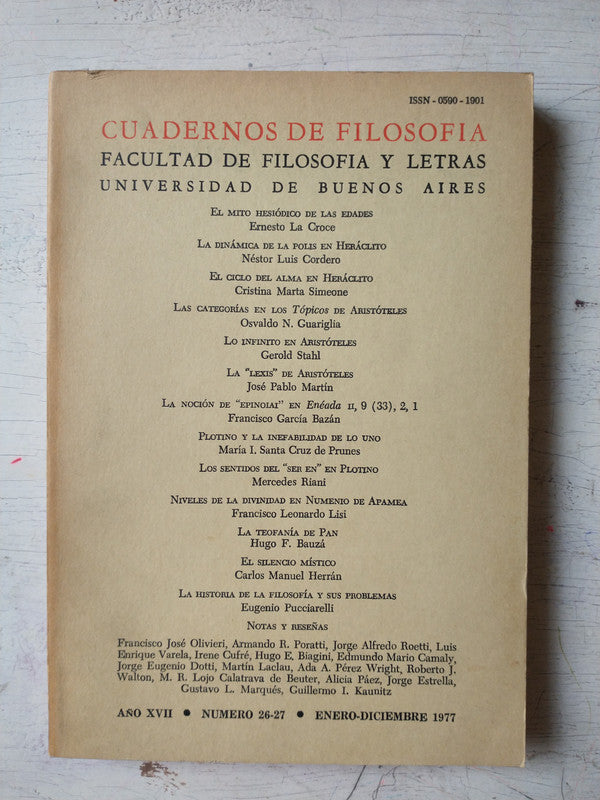 ISSN - 0590 - 1901
CUADERNOS DE FILOSOFIA
FACULTAD DE FILOSOFIA Y LETRAS
UNIVERSIDAD DE BUENOS AIRES
EL MITO HESIÓDICO DE LAS EDADES
Ernesto La Croce
LA DINÁMICA DE LA POLIS EN HERÁCLITO
Néstor Luis Cordero
EL CICLO DEL ALMA EN HERÁCLITO
Cristina Marta Simeone
LAS CATEGORÍAS EN LOS Tópicos DE ARISTÓTELES
Osvaldo N. Guariglia
LO INFINITO EN ARISTÓTELES
Gerold Stahl
LA "LEXIS" DE ARISTÓTELES
José Pablo Martín
LA NOCIÓN DE "EPINOIAI" EN Enéada II, 9 (33), 2, 1
Francisco García Bazán
PLOTINO Y LA INEFABILIDAD DE LO UNO
María I. Santa Cruz de Prunes
LOS SENTIDOS DEL "SER EN" EN PLOTINO
Mercedes Riani
NIVELES DE LA DIVINIDAD EN NUMENIO DE APAMEA
Francisco Leonardo Lisi
LA TEOFANÍA DE PAN
Hugo F. Bauzá
EL SILENCIO MÍSTICO
Carlos Manuel Herrán
LA HISTORIA DE LA FILOSOFÍA Y SUS PROBLEMAS
Eugenio Pucciarelli
NOTAS Y RESEÑAS
Francisco José Olivieri, Armando R. Poratti, Jorge Alfredo Roetti, Luis
Enrique Varela, Irene Cufré, Hugo E. Biagini, Edmundo Mario Camaly,
Jorge Eugenio Dotti, Martín Laclau, Ada A. Pérez Wright, Roberto J.
Walton, M. R. Lojo Calatrava de Beuter, Alicia Páez, Jorge Estrella,
Gustavo L. Marqués, Guillermo I. Kaunitz
AÑO XVII ● NUMERO 26-27 ● ENERO-DICIEMBRE 1977